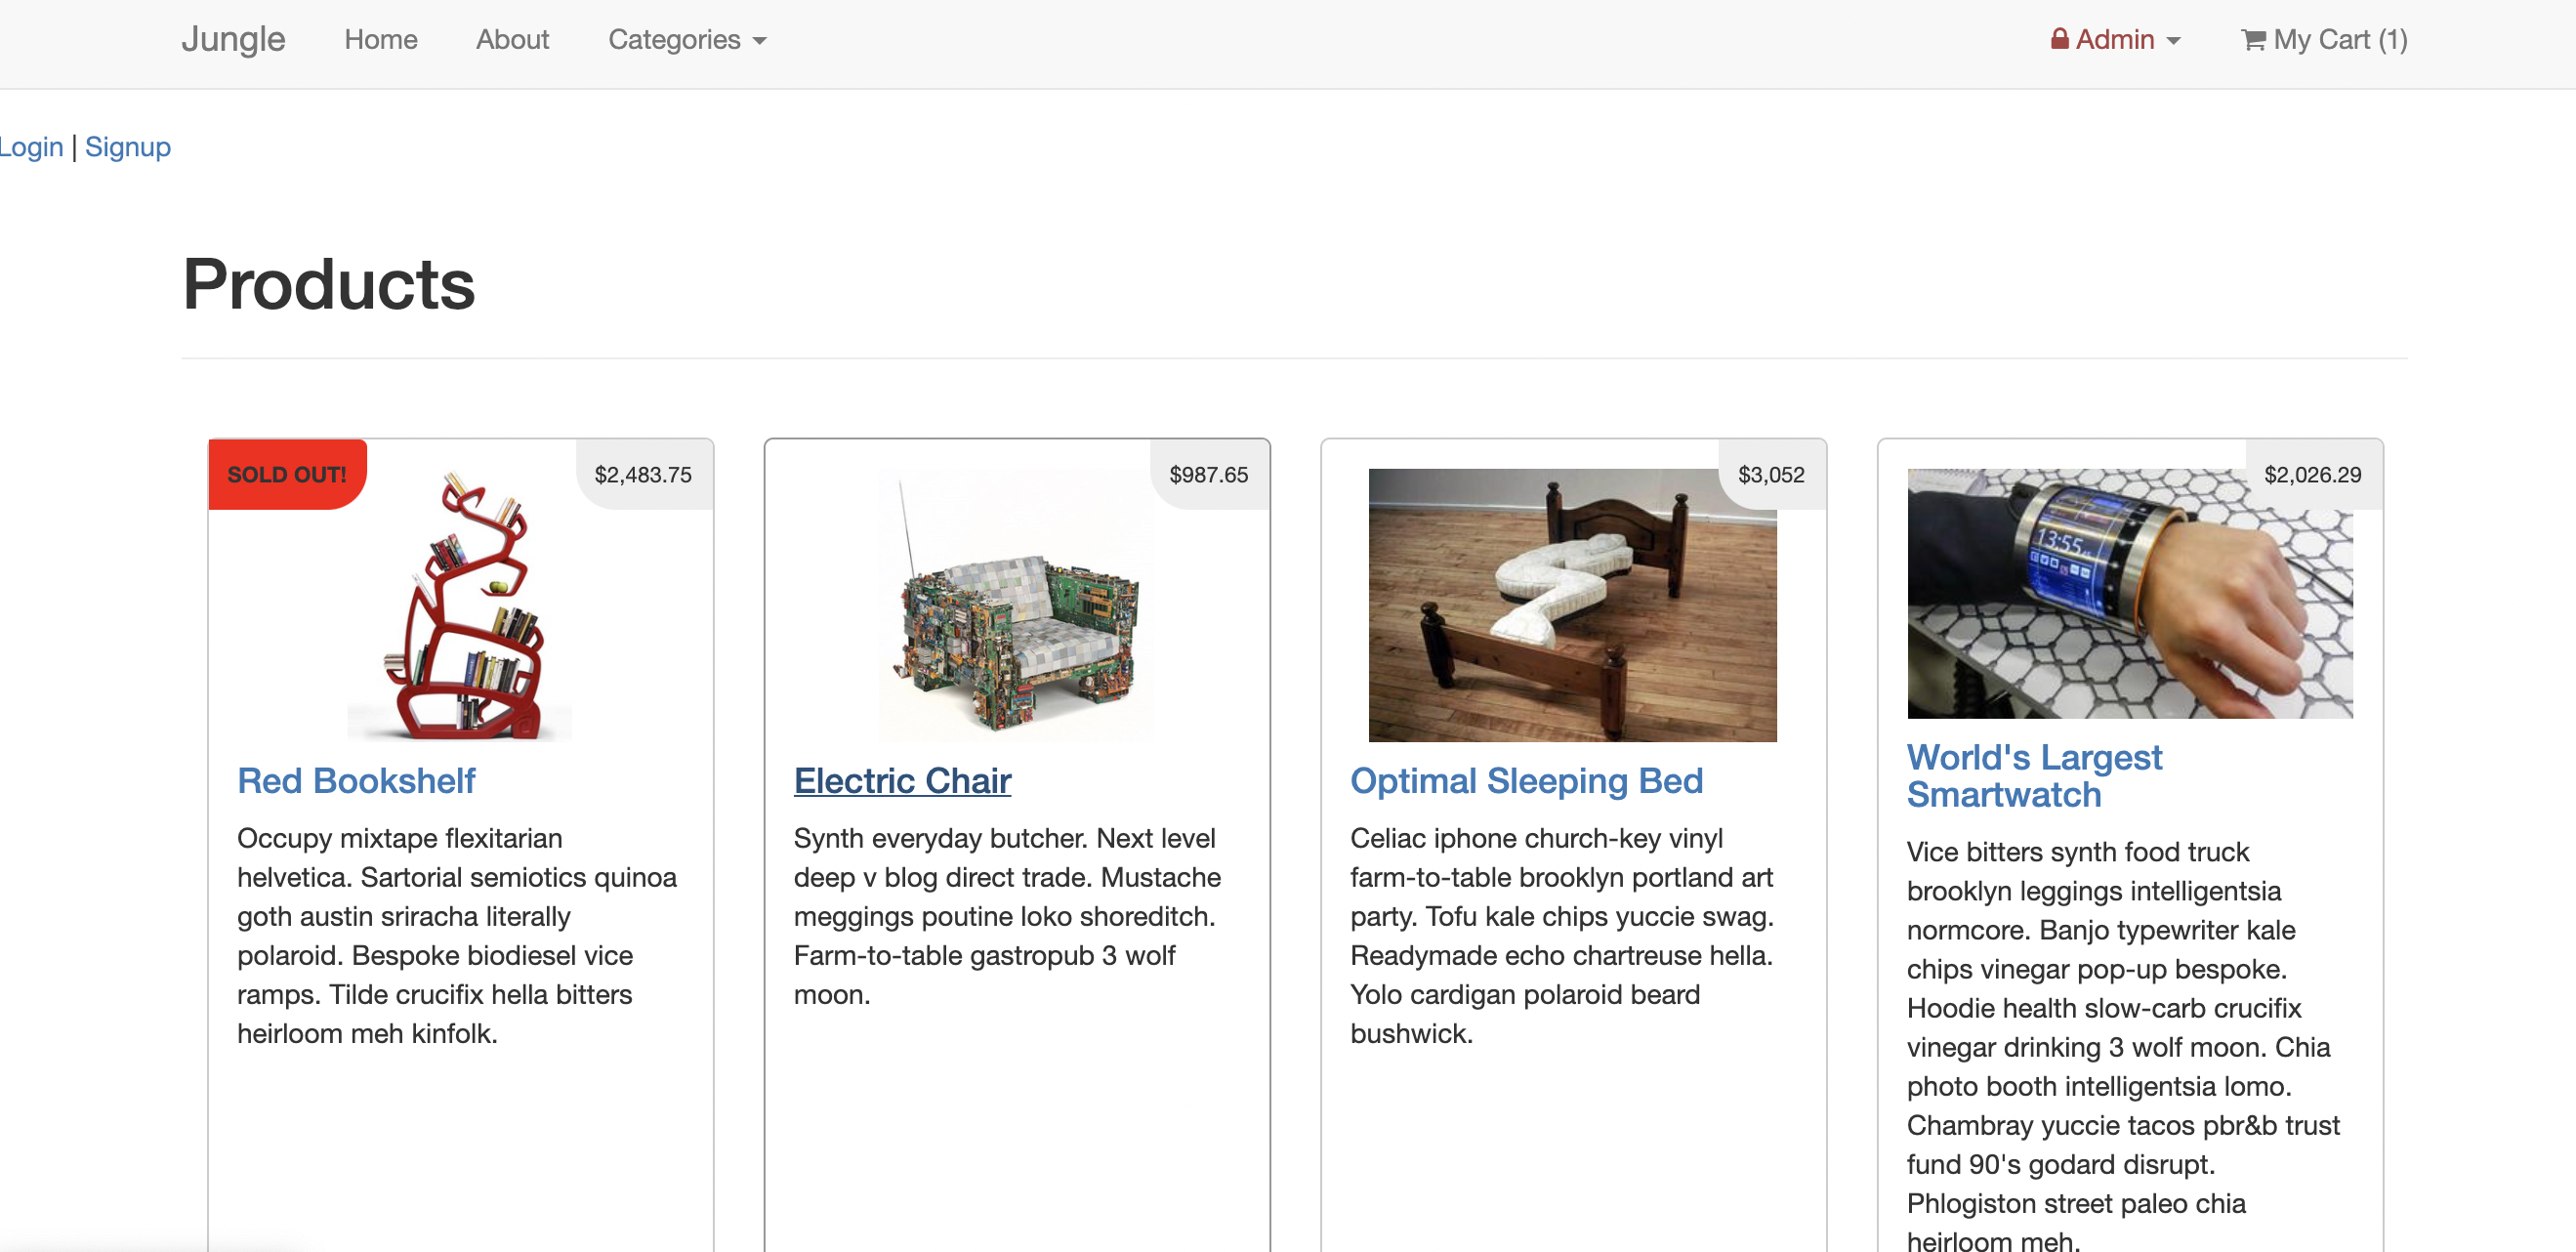 Jungle Home About Categories Admin My Cart (1)
Login | Signup
Products
SOLD OUT! $2,483.75
Red Bookshelf
Occupy mixtape flexitarian
helvetica. Sartorial semiotics quinoa
goth austin sriracha literally
polaroid. Bespoke biodiesel vice
ramps. Tilde crucifix hella bitters
heirloom meh kinfolk.
$987.65
Electric Chair
Synth everyday butcher. Next level
deep v blog direct trade. Mustache
meggings poutine loko shoreditch.
Farm-to-table gastropub 3 wolf
moon.
$3,052
Optimal Sleeping Bed
Celiac iphone church-key vinyl
farm-to-table brooklyn portland art
party. Tofu kale chips yuccie swag.
Readymade echo chartreuse hella.
Yolo cardigan polaroid beard
bushwick.
$2,026.29
13:55
World's Largest
Smartwatch
Vice bitters synth food truck
brooklyn leggings intelligentsia
normcore. Banjo typewriter kale
chips vinegar pop-up bespoke.
Hoodie health slow-carb crucifix
vinegar drinking 3 wolf moon. Chia
photo booth intelligentsia lomo.
Chambray yuccie tacos pbr&b trust
fund 90's godard disrupt.
Phlogiston street paleo chia
heirloom meh.